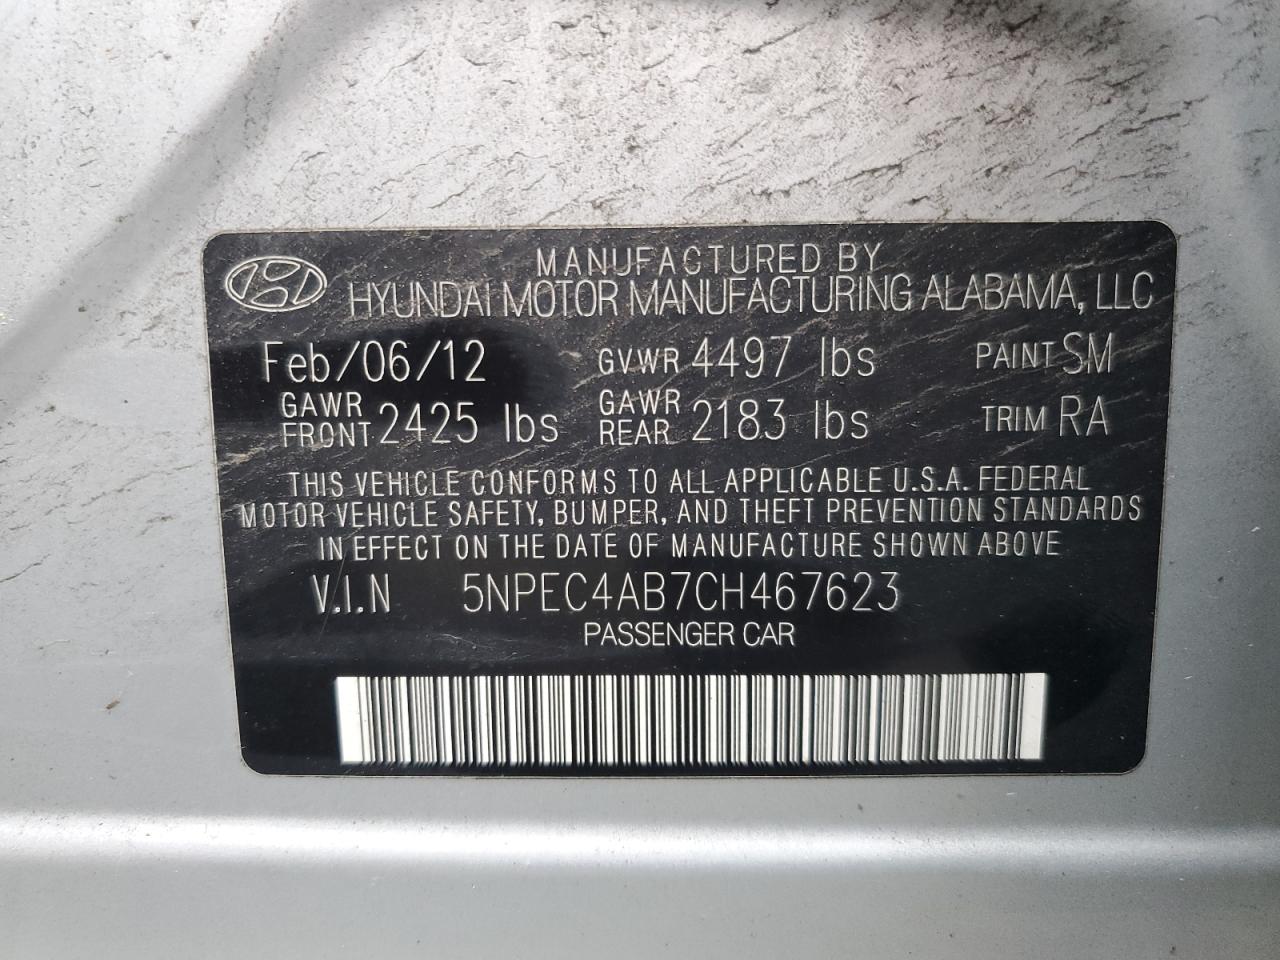 MANUFACTURED BY
HYUNDAI MOTOR MANUFACTURING ALABAMA, LLC
Feb/06/12 GVWR 4497 lbs PAINT SM
GAWR FRONT 2425 lbs GAWR REAR 2183 lbs TRIM RA
THIS VEHICLE CONFORMS TO ALL APPLICABLE U.S.A. FEDERAL
MOTOR VEHICLE SAFETY, BUMPER, AND THEFT PREVENTION STANDARDS
IN EFFECT ON THE DATE OF MANUFACTURE SHOWN ABOVE
V.I.N 5NPEC4AB7CH467623
PASSENGER CAR